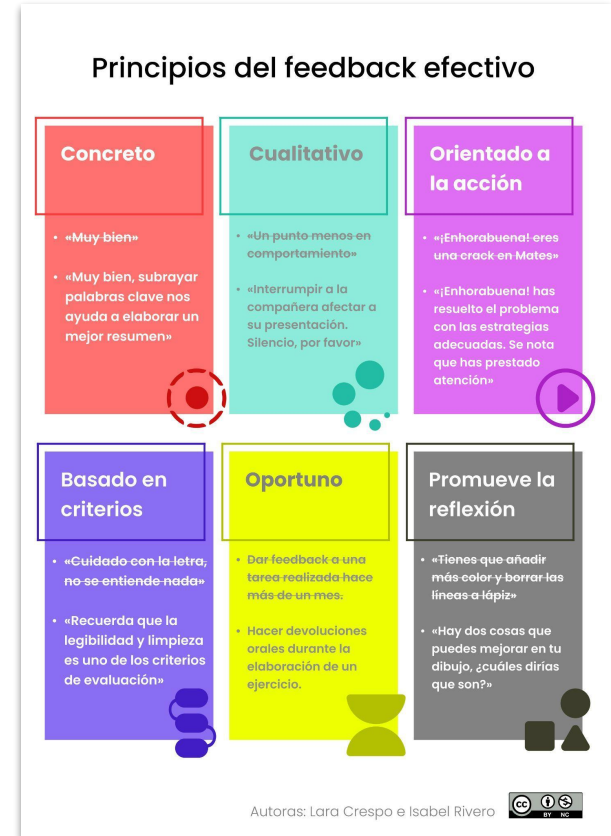 Principios del feedback efectivo
Concreto
• «Muy bien»
• «Muy bien, subrayar
palabras clave nos
ayuda a elaborar un
mejor resumen»
Cualitativo
• «Un punto menos en
comportamiento»
• «Interrumpir a la
compañera afectar a
su presentación.
Silencio, por favor»
Orientado a
la acción
• «¡Enhorabuena! eres
una crack en Mates»
• «¡Enhorabuena! has
resuelto el problema
con las estrategias
adecuadas. Se nota
que has prestado
atención»
Basado en
criterios
• «Cuidado con la letra,
no se entiende nada»
• «Recuerda que la
legibilidad y limpieza
es uno de los criterios
de evaluación»
Oportuno
• Dar feedback a una
tarea realizada hace
más de un mes.
• Hacer devoluciones
orales durante la
elaboración de un
ejercicio.
Promueve la
reflexión
• «Tienes que añadir
más color y borrar las
líneas a lápiz»
• «Hay dos cosas que
puedes mejorar en tu
dibujo, ¿cuáles dirías
que son?»
Autoras: Lara Crespo e Isabel Rivero
cc
BY NC